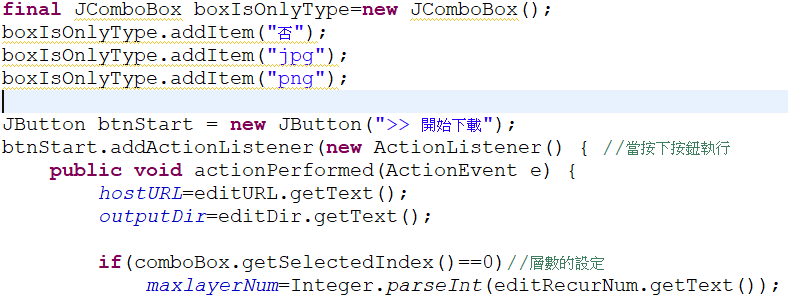 final JComboBox boxIsOnlyType=new JComboBox();
boxIsOnlyType.addItem("否");
boxIsOnlyType.addItem("jpg");
boxIsOnlyType.addItem("png");
JButton btnStart = new JButton(">> 開始下載");
btnStart.addActionListener(new ActionListener() { //當按下按鈕執行
public void actionPerformed(ActionEvent e) {
hostURL=editURL.getText();
outputDir=editDir.getText();
if(comboBox.getSelectedIndex()==0)//層數的設定
maxlayerNum=Integer.parseInt(editRecurNum.getText());